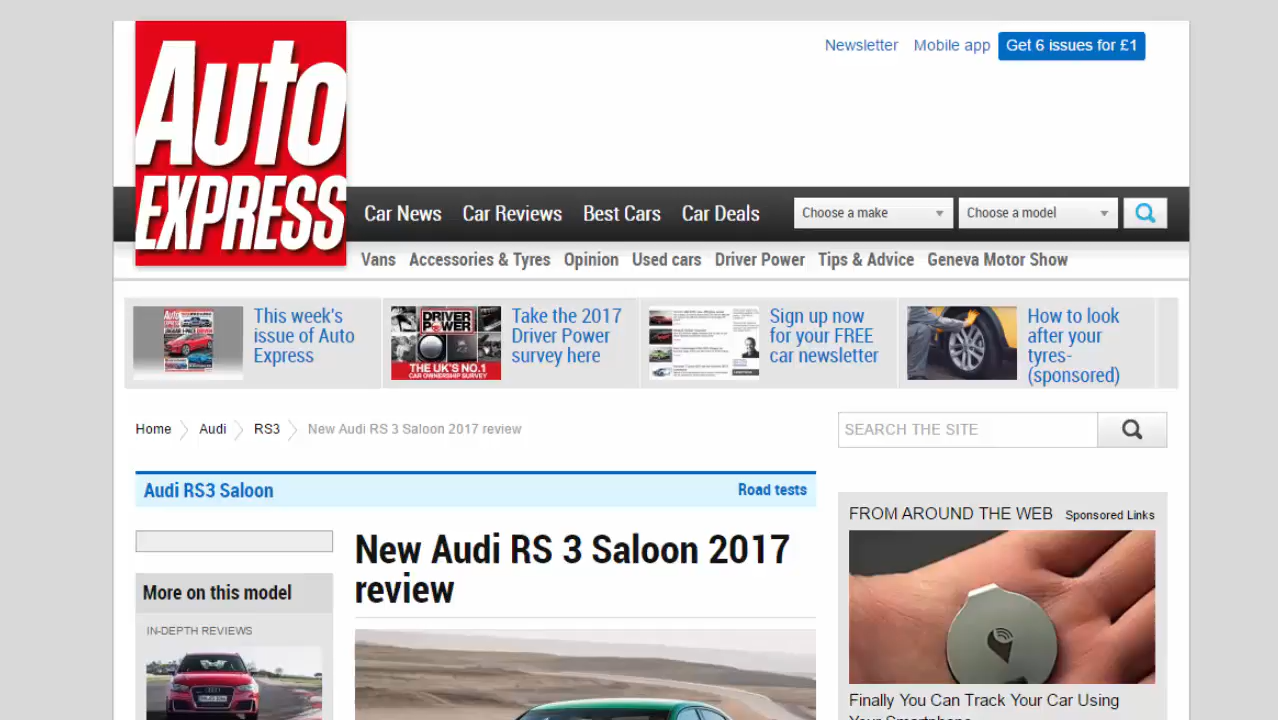 Auto
EXPRESS
Newsletter Mobile app Get 6 issues for £1
Car News Car Reviews Best Cars Car Deals Choose a make Choose a model
Vans Accessories & Tyres Opinion Used cars Driver Power Tips & Advice Geneva Motor Show
This week's
issue of Auto
Express
DRIVER
POWER
THE UK'S NO.1
CAR OWNERSHIP SURVEY
Take the 2017
Driver Power
survey here
Sign up now
for your FREE
car newsletter
How to look
after your
tyres-
(sponsored)
Home Audi RS3 New Audi RS 3 Saloon 2017 review
SEARCH THE SITE
Audi RS3 Saloon Road tests
New Audi RS 3 Saloon 2017
review
More on this model
IN-DEPTH REVIEWS
FROM AROUND THE WEB Sponsored Links
Finally You Can Track Your Car Using
Your Smartphone